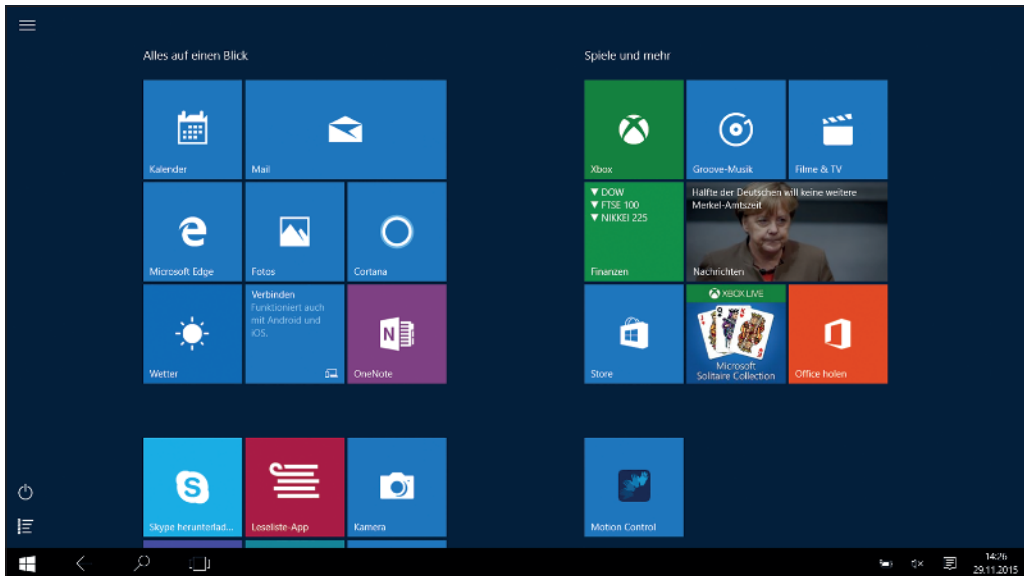 Alles auf einen Blick
Kalender
Mail
Microsoft Edge
Fotos
Cortana
Wetter
Verbinden
Funktioniert auch
mit Android und
iOS.
N
OneNote
Spiele und mehr
Xbox
Groove-Musik
Filme & TV
▼ DOW
▼ FTSE 100
▼ NIKKEI 225
Finanzen
Hälfte der Deutschen will keine weitere
Merkel-Amtszeit
Nachrichten
Store
XBOX LIVE
Microsoft
Solitaire Collection
Office holen
S
Skype herunterlad...
Leseliste-App
Kamera
Motion Control
14:26
29.11.2015